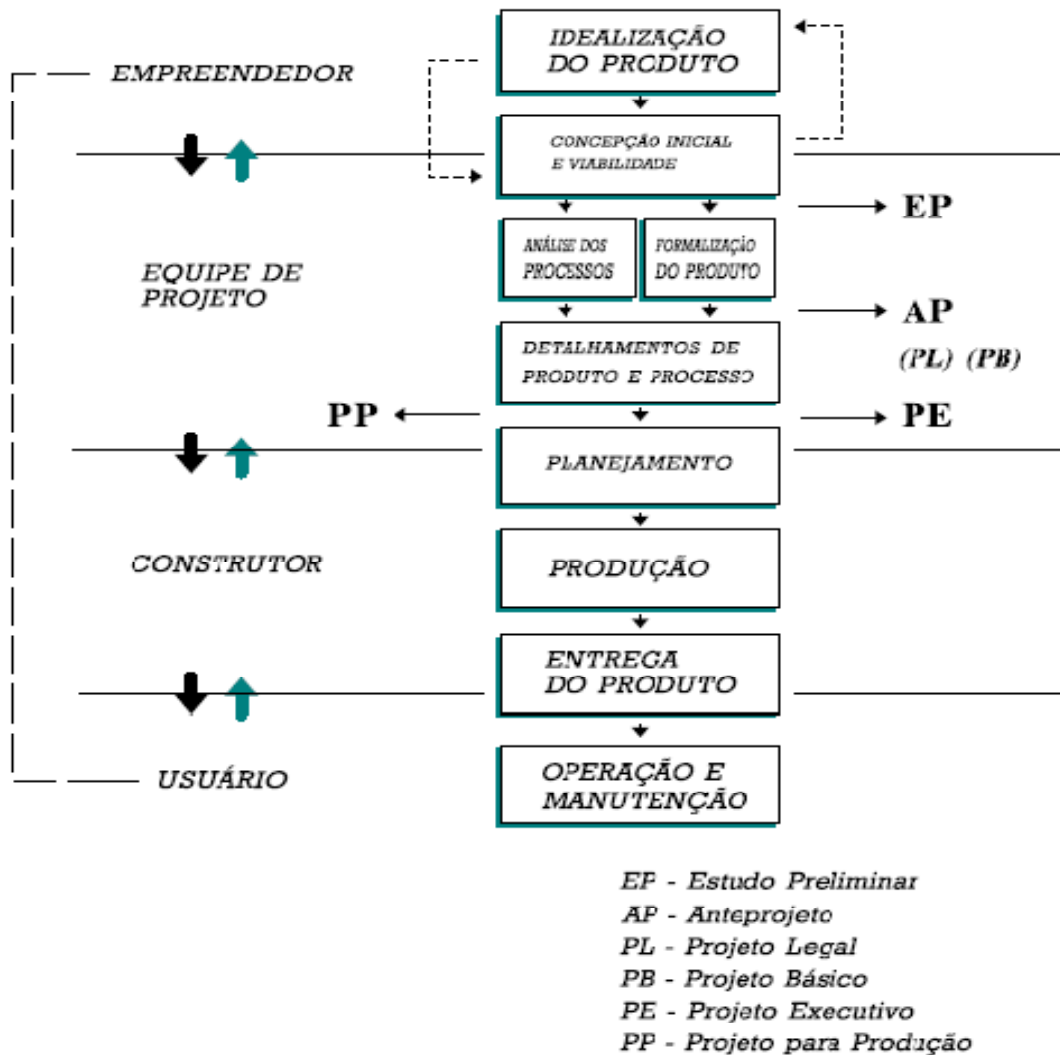 IDEALIZAÇÃO
DO PRODUTO
EMPREENDEDOR
CONCEPÇÃO INICIAL
E VIABILIDADE
EP
ANÁLISE DOS
PROCESSOS
FORMALIZAÇÃO
DO PRODUTO
EQUIPE DE
PROJETO
AP
(PL) (PB)
DETALHAMENTOS DE
PRODUTO E PROCESSO
PP
PE
PLANEJAMENTO
CONSTRUTOR
PRODUÇÃO
ENTREGA
DO PRODUTO
USUÁRIO
OPERAÇÃO E
MANUTENÇÃO
EP - Estudo Preliminar
AP - Anteprojeto
PL - Projeto Legal
PB - Projeto Básico
PE - Projeto Executivo
PP - Projeto para Produção